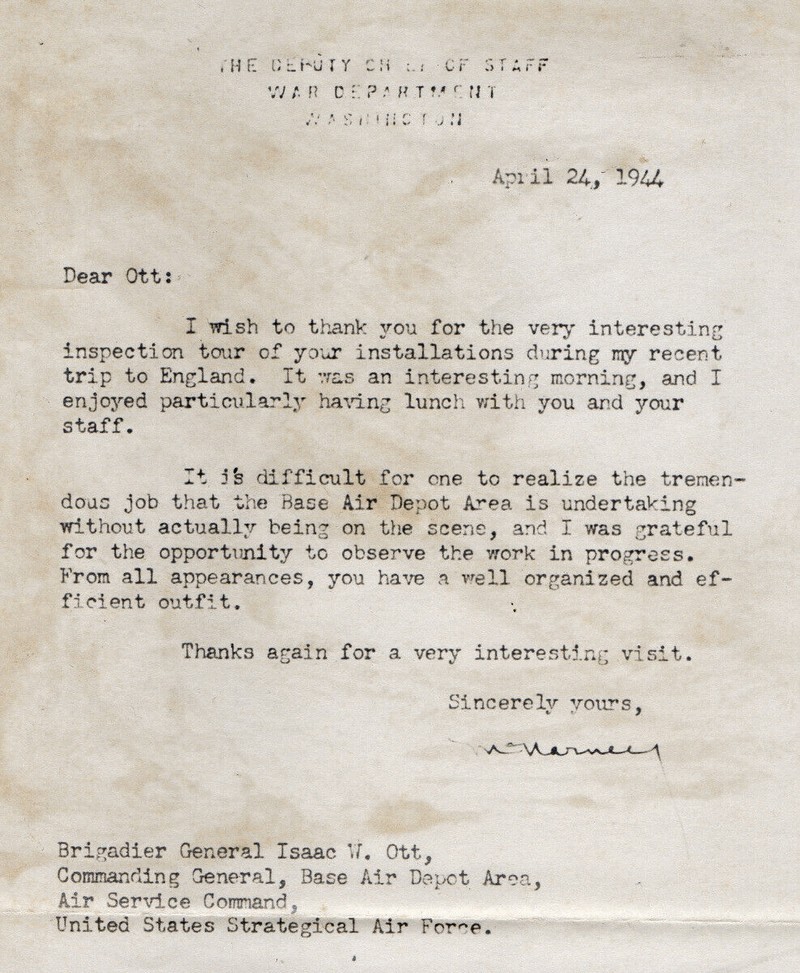 THE DEPUTY CHIEF OF STAFF
WAR DEPARTMENT
WASHINGTON
April 24, 1944
Dear Ott:
I wish to thank you for the very interesting
inspection tour of your installations during my recent
trip to England. It was an interesting morning, and I
enjoyed particularly having lunch with you and your
staff.
It is difficult for one to realize the tremen-
dous job that the Base Air Depot Area is undertaking
without actually being on the scene, and I was grateful
for the opportunity to observe the work in progress.
From all appearances, you have a well organized and ef-
ficient outfit.
Thanks again for a very interesting visit.
Sincerely yours,
Brigadier General Isaac W. Ott,
Commanding General, Base Air Depot Area,
Air Service Command,
United States Strategical Air Force.